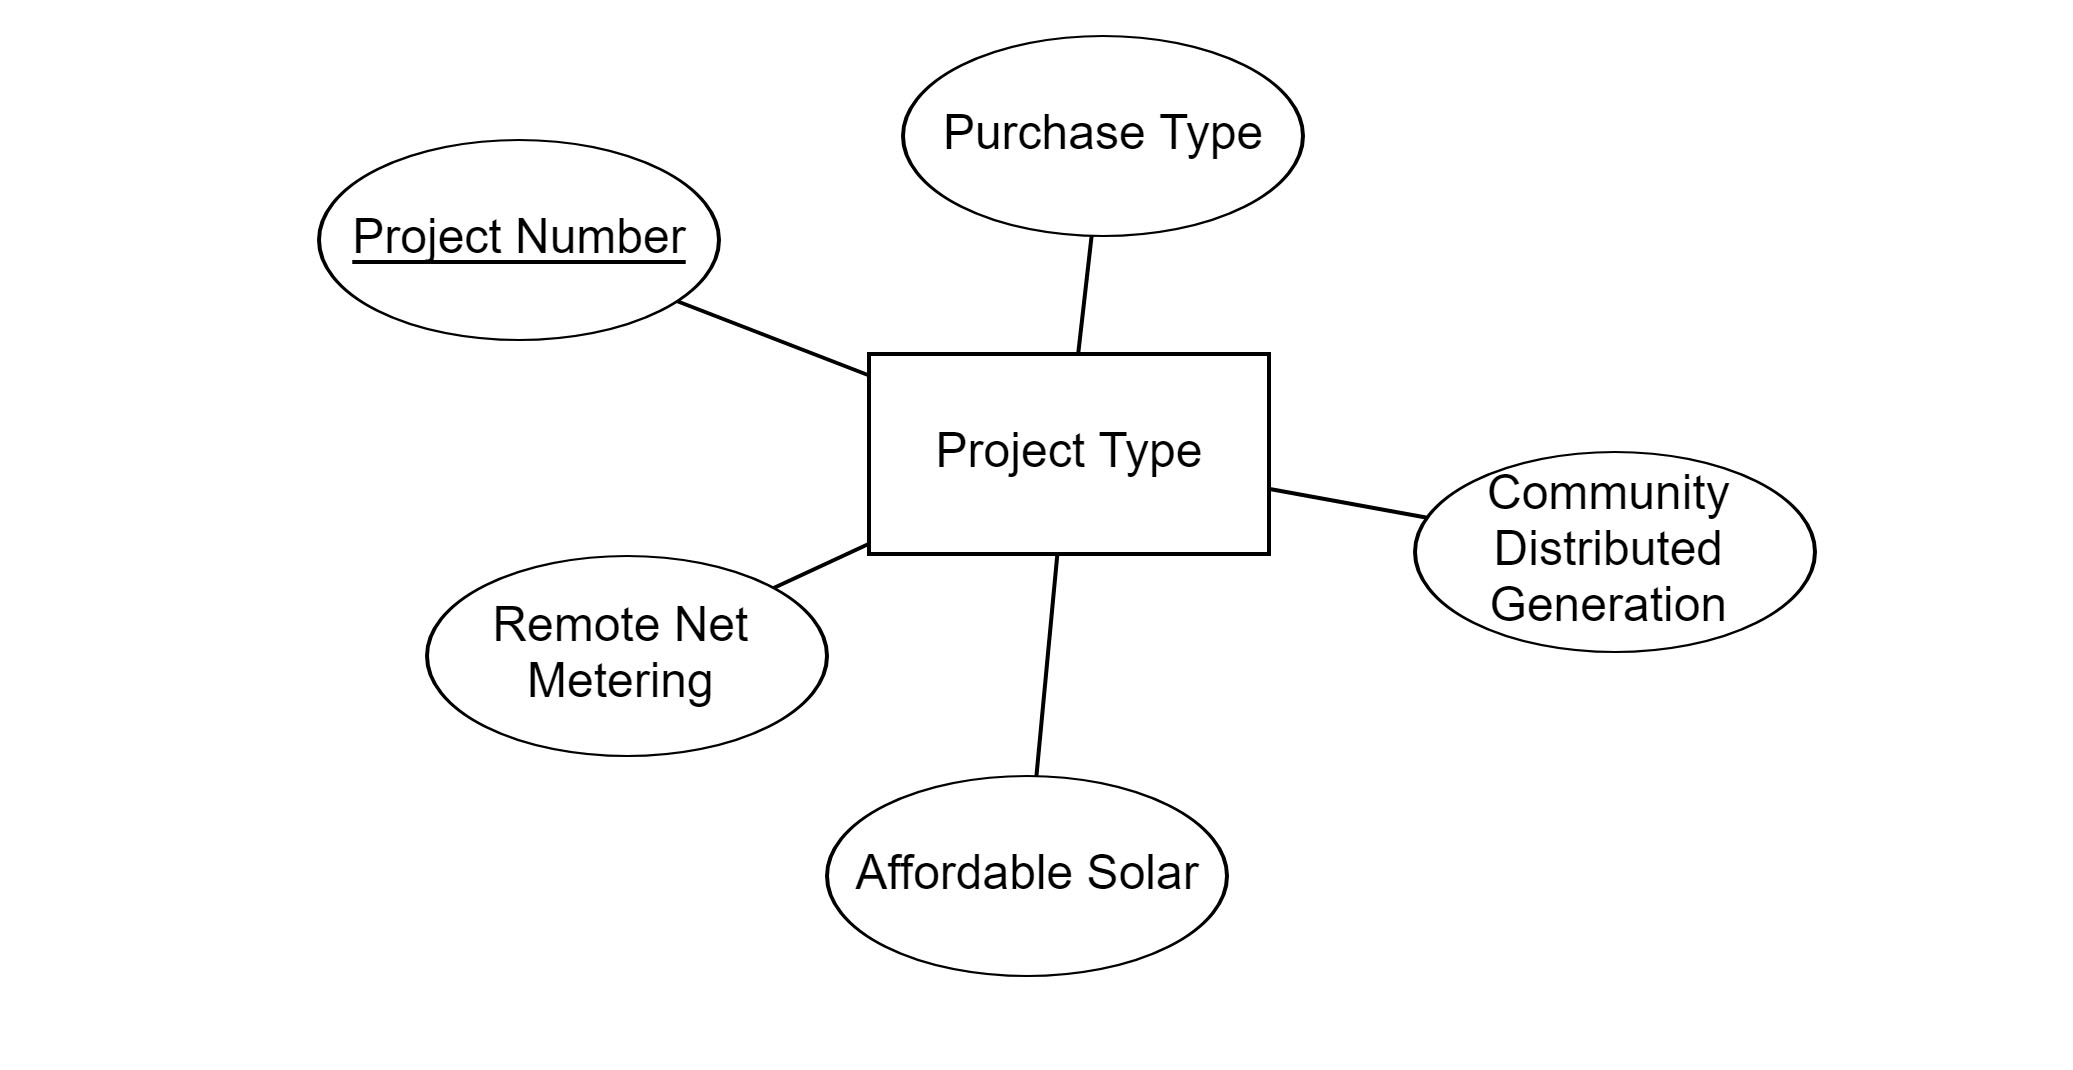 Purchase Type
Project Number
Project Type
Community
Distributed
Generation
Remote Net
Metering
Affordable Solar